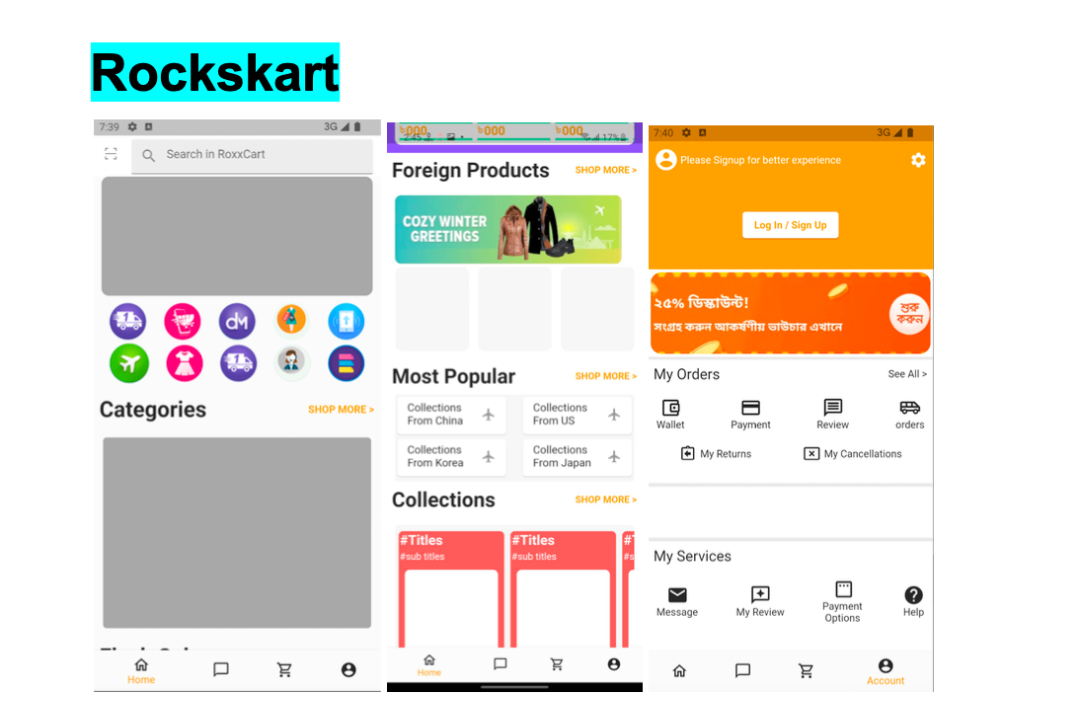 Rockskart
7:39
3G
Search in RoxxCart
dM
Categories
SHOP MORE >
Home
৳000
৳000
৳000
7:45
17%
Foreign Products
SHOP MORE >
COZY WINTER
GREETINGS
Most Popular
SHOP MORE >
Collections
From China
Collections
From US
Collections
From Korea
Collections
From Japan
Collections
SHOP MORE >
#Titles
#sub titles
#Titles
#sub titles
Home
7:40
3G
Please Signup for better experience
Log In / Sign Up
২৫% ডিস্কাউন্ট!
সংগ্রহ করুন আকর্ষণীয় ভাউচার এখানে
শুরু
করুন
My Orders
See All >
Wallet
Payment
Review
orders
My Returns
My Cancellations
My Services
Message
My Review
Payment
Options
Help
Account